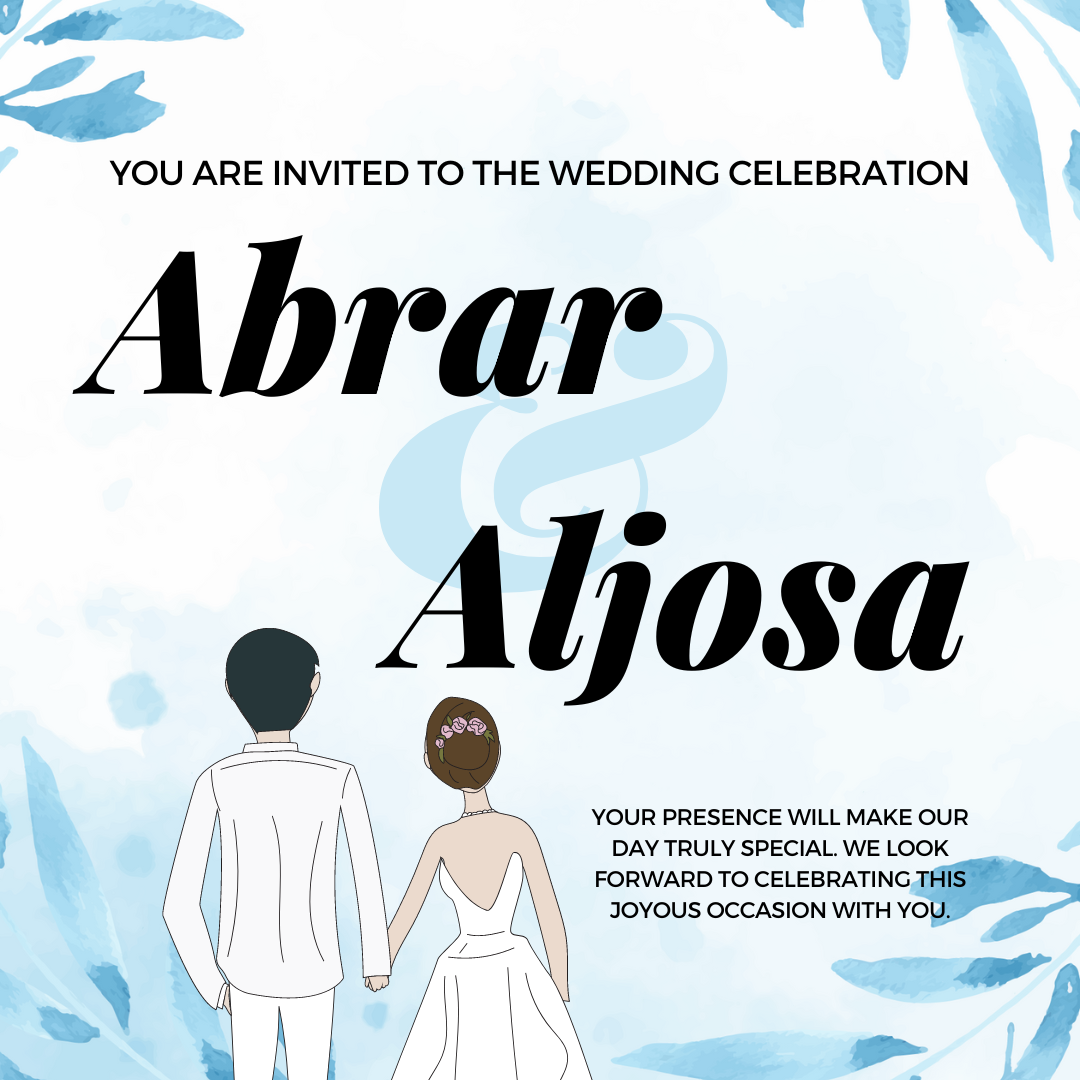 YOU ARE INVITED TO THE WEDDING CELEBRATION
Abrar
&
Aljosa
YOUR PRESENCE WILL MAKE OUR
DAY TRULY SPECIAL. WE LOOK
FORWARD TO CELEBRATING THIS
JOYOUS OCCASION WITH YOU.